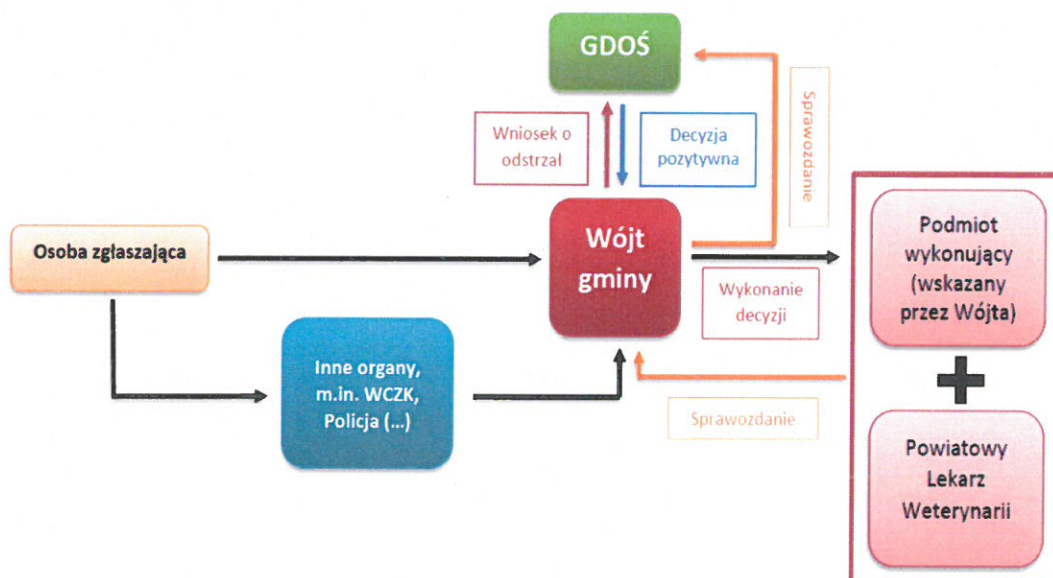 GDOŚ
Sprawozdanie
Wniosek o
odstrzał
Decyzja
pozytywna
Osoba zgłaszająca
Wójt
gminy
Podmiot
wykonujący
(wskazany
przez Wójta)
Wykonanie
decyzji
Inne organy,
m.in. WCZK,
Policja (...)
Sprawozdanie
Powiatowy
Lekarz
Weterynarii